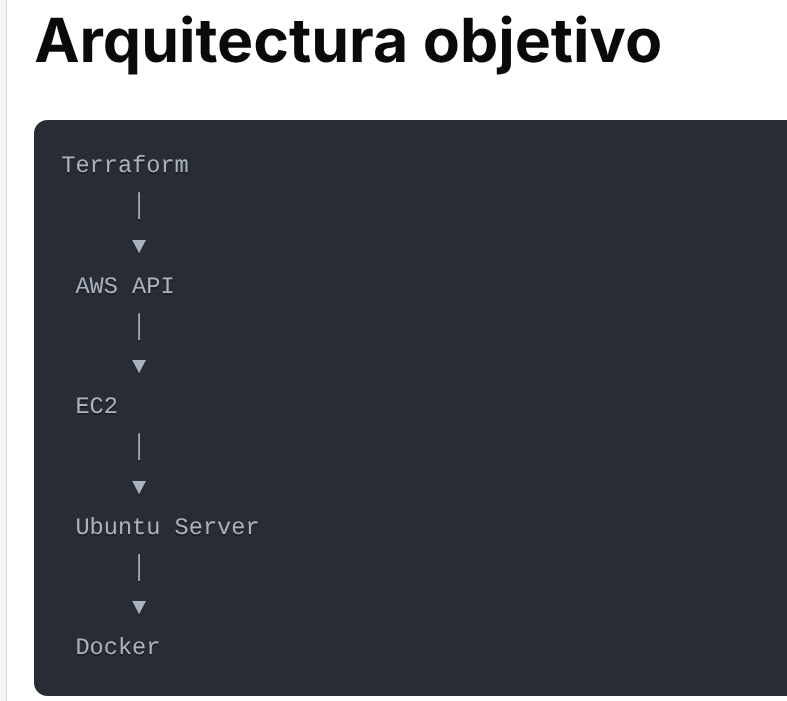 Arquitectura objetivo
Terraform
│
▼
AWS API
│
▼
EC2
│
▼
Ubuntu Server
│
▼
Docker